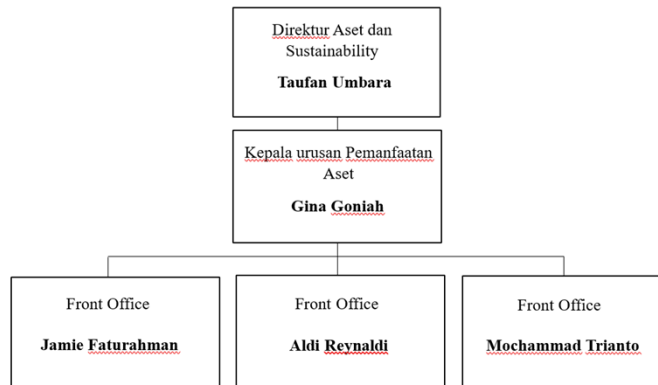 Direktur Aset dan
Sustainability
Taufan Umbara
Kepala urusan Pemanfaatan
Aset
Gina Goniah
Front Office
Jamie Faturahman
Front Office
Aldi Reynaldi
Front Office
Mochammad Trianto